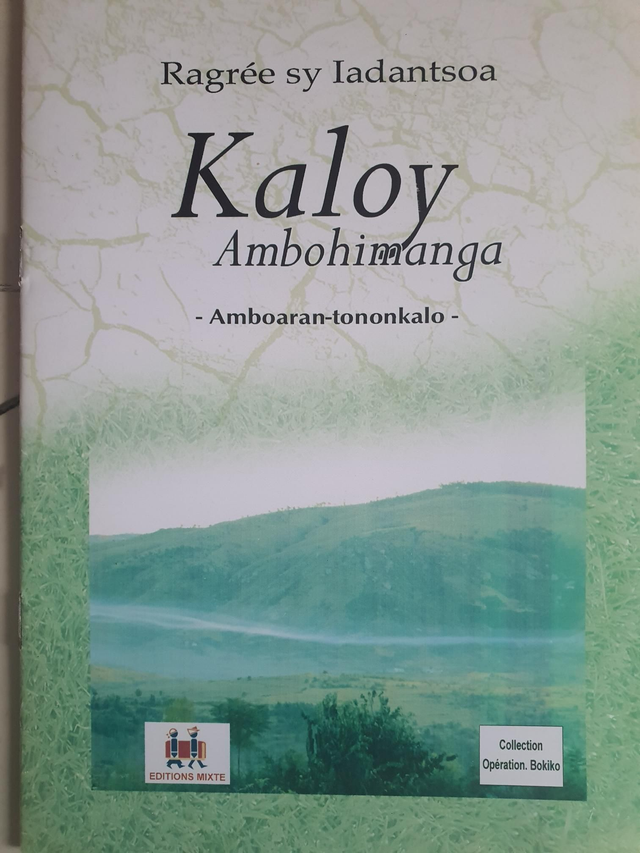 Ragrée sy Iadantsoa
Kaloy
Ambohimanga
- Amboaran-tononkalo -
EDITIONS MIXTE
Collection
Opération. Bokiko